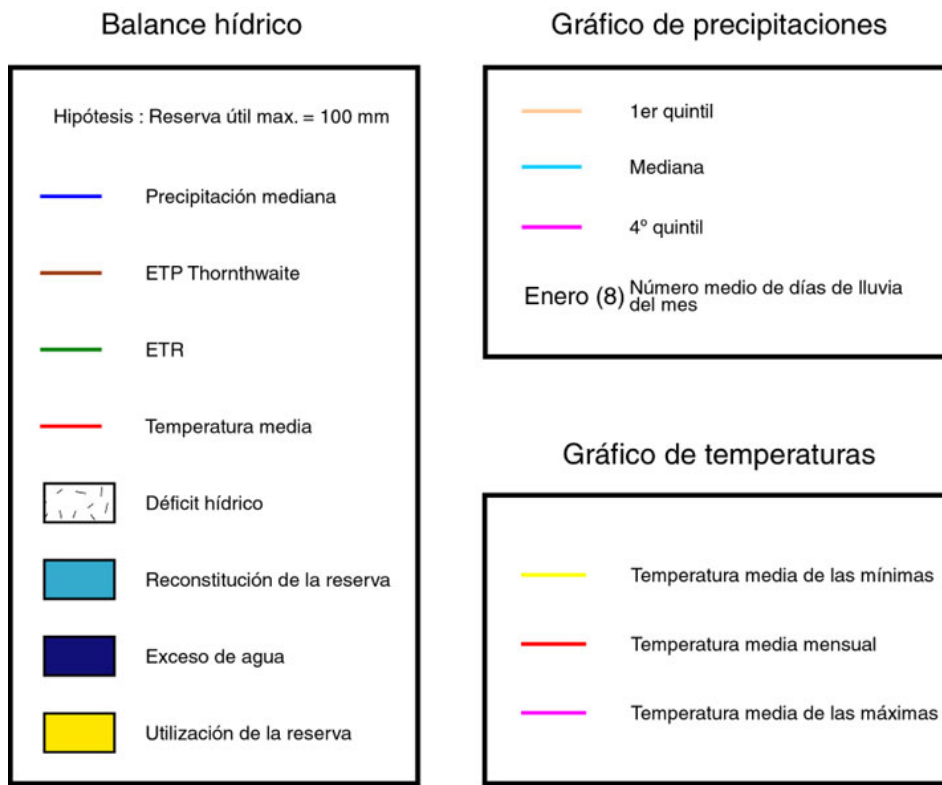 Balance hídrico
Hipótesis : Reserva útil max. = 100 mm
Precipitación mediana
ETP Thornthwaite
ETR
Temperatura media
Déficit hídrico
Reconstitución de la reserva
Exceso de agua
Utilización de la reserva
Gráfico de precipitaciones
1er quintil
Mediana
4º quintil
Enero (8) Número medio de días de lluvia
del mes
Gráfico de temperaturas
Temperatura media de las mínimas
Temperatura media mensual
Temperatura media de las máximas